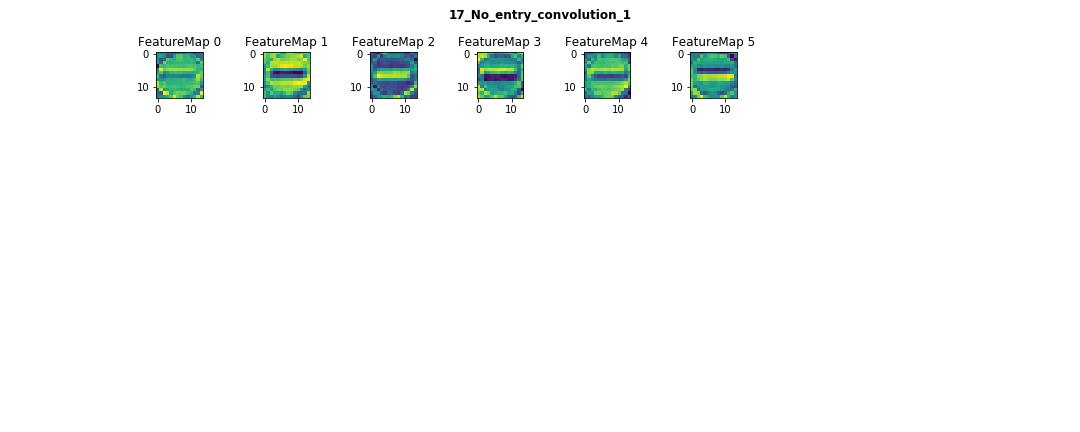 17_No_entry_convolution_1
FeatureMap 0 FeatureMap 1 FeatureMap 2 FeatureMap 3 FeatureMap 4 FeatureMap 5
0 0 0 0 0 0
10 10 10 10 10 10
0 10 0 10 0 10 0 10 0 10 0 10